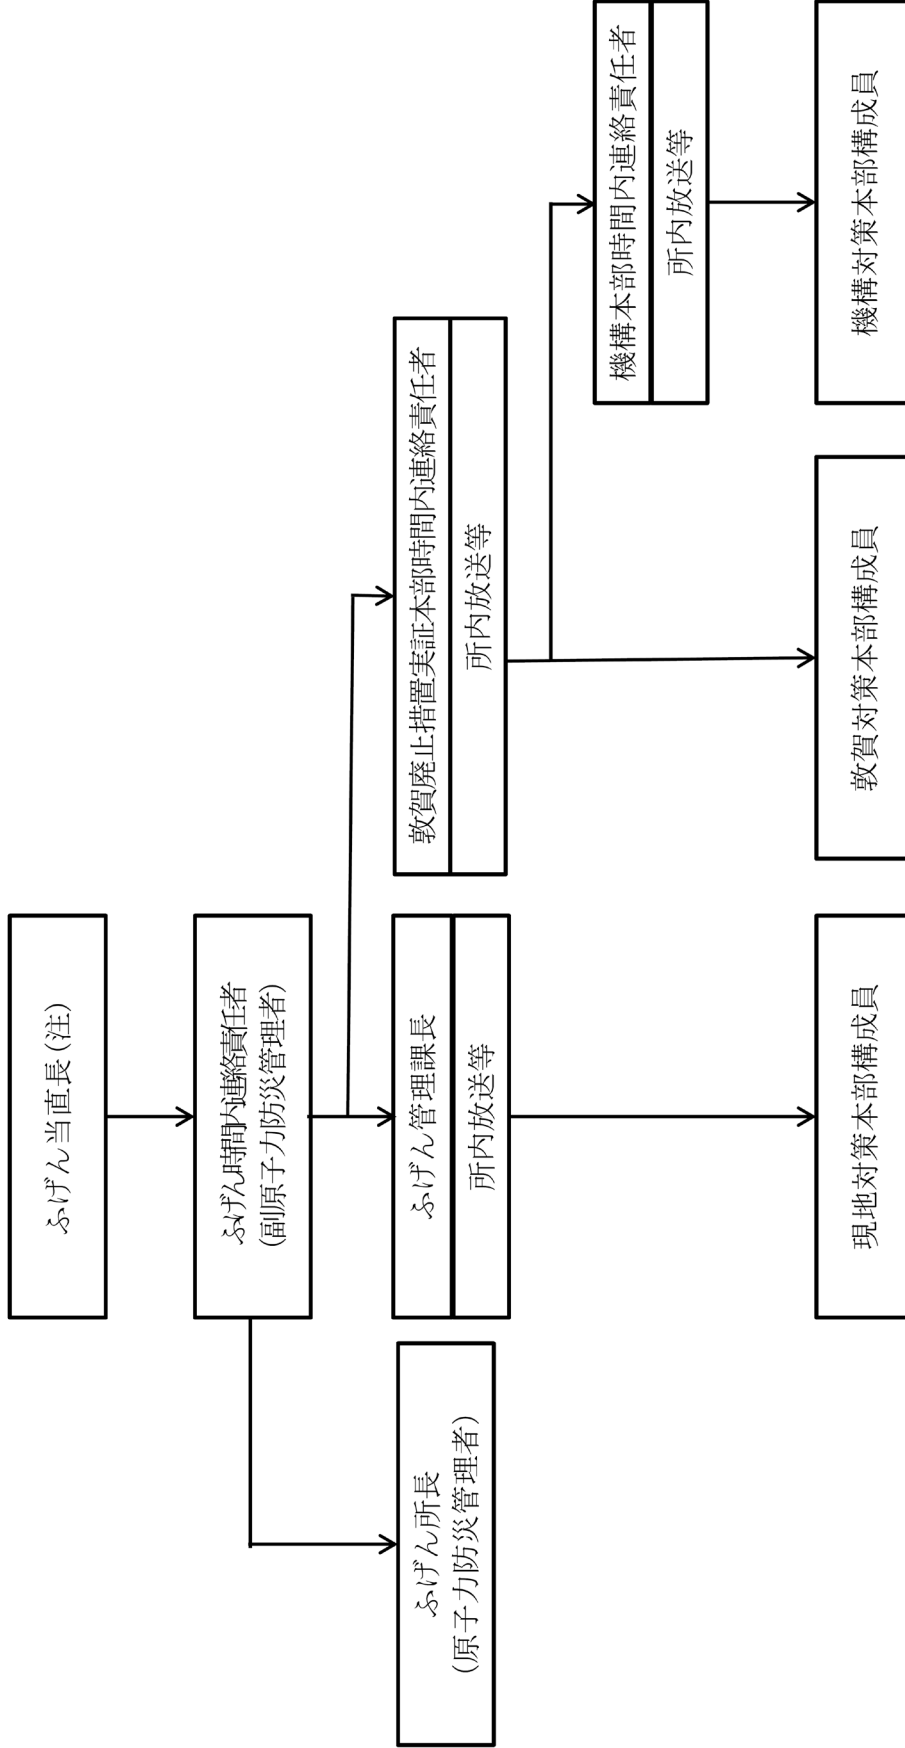 ふげん当直長(注)
ふげん時間内連絡責任者
(副原子力防災管理者)
ふげん所長
(原子力防災管理者)
ふげん管理課長
所内放送等
敦賀廃止措置実証本部時間内連絡責任者
所内放送等
機構本部時間内連絡責任者
所内放送等
現地対策本部構成員
敦賀対策本部構成員
機構対策本部構成員